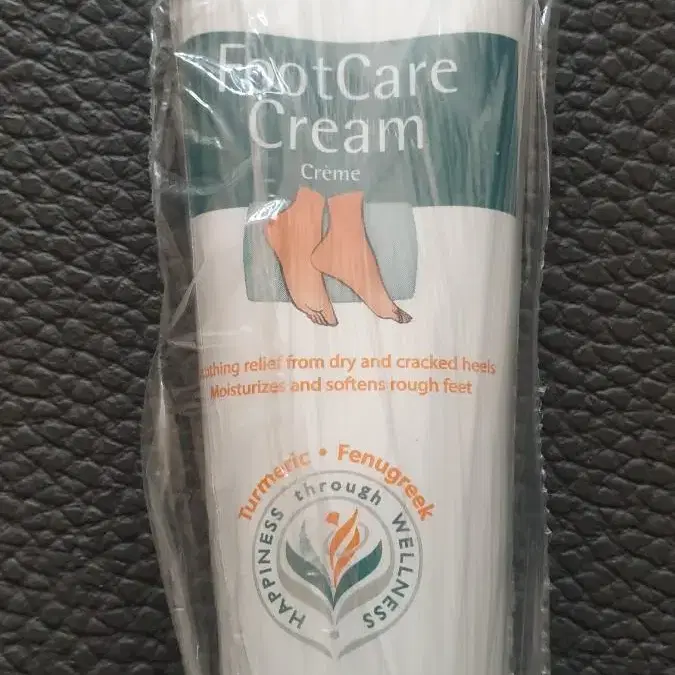 FootCare
Cream
Crème
Soothing relief from dry and cracked heels
Moisturizes and softens rough feet
Turmeric • Fenugreek
HAPPINESS through WELLNESS